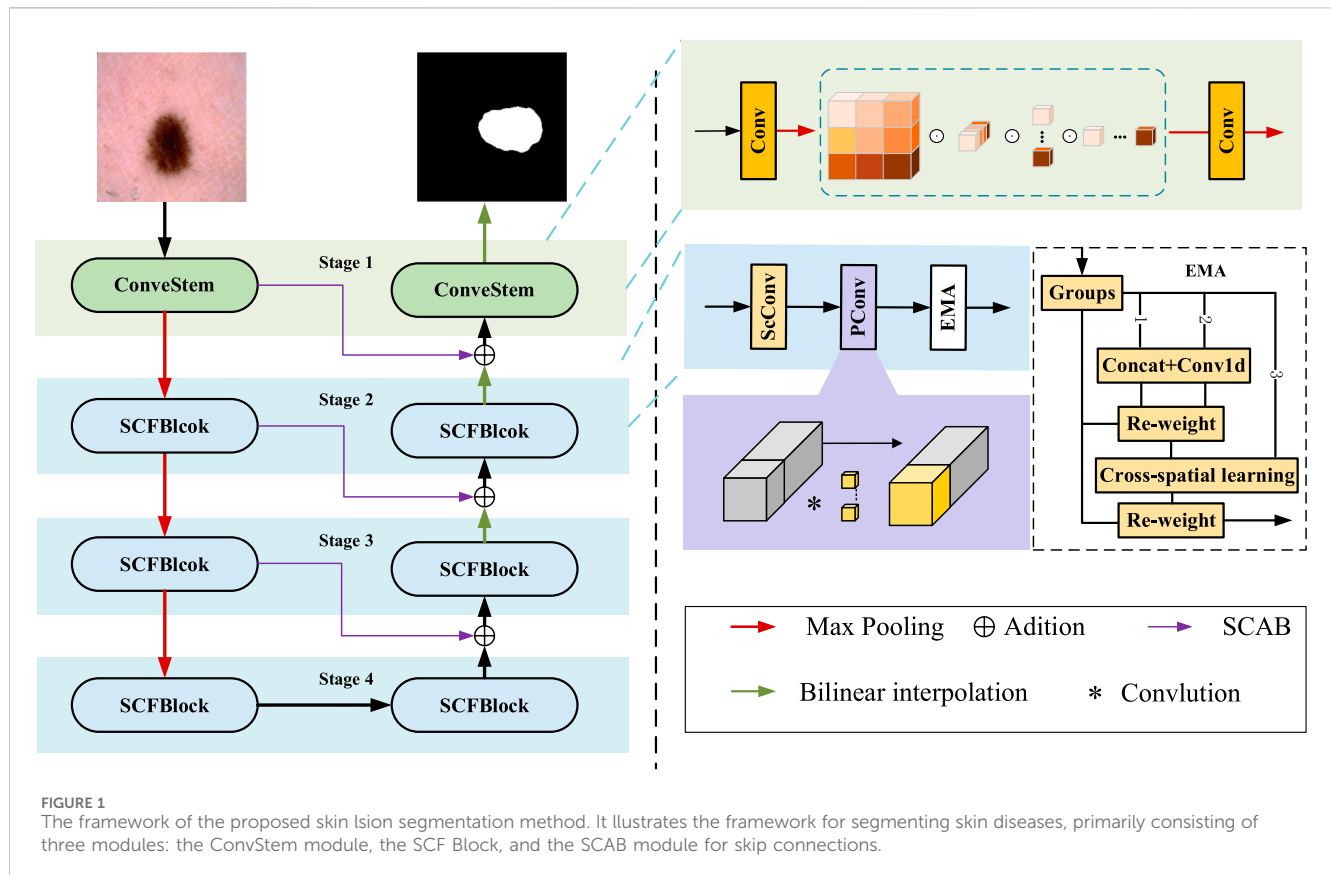 Stage 1
ConveStem
ConveStem
Stage 2
SCFBlcok
SCFBlcok
Stage 3
SCFBlcok
SCFBlock
Stage 4
SCFBlock
SCFBlock
Conv
Conv
ScConv
PConv
EMA
*
EMA
Groups
1
2
3
Concat+Conv1d
Re-weight
Cross-spatial learning
Re-weight
Max Pooling
Adition
SCAB
Bilinear interpolation
* Convlution
FIGURE 1
The framework of the proposed skin lsion segmentation method. It llustrates the framework for segmenting skin diseases, primarily consisting of
three modules: the ConvStem module, the SCF Block, and the SCAB module for skip connections.